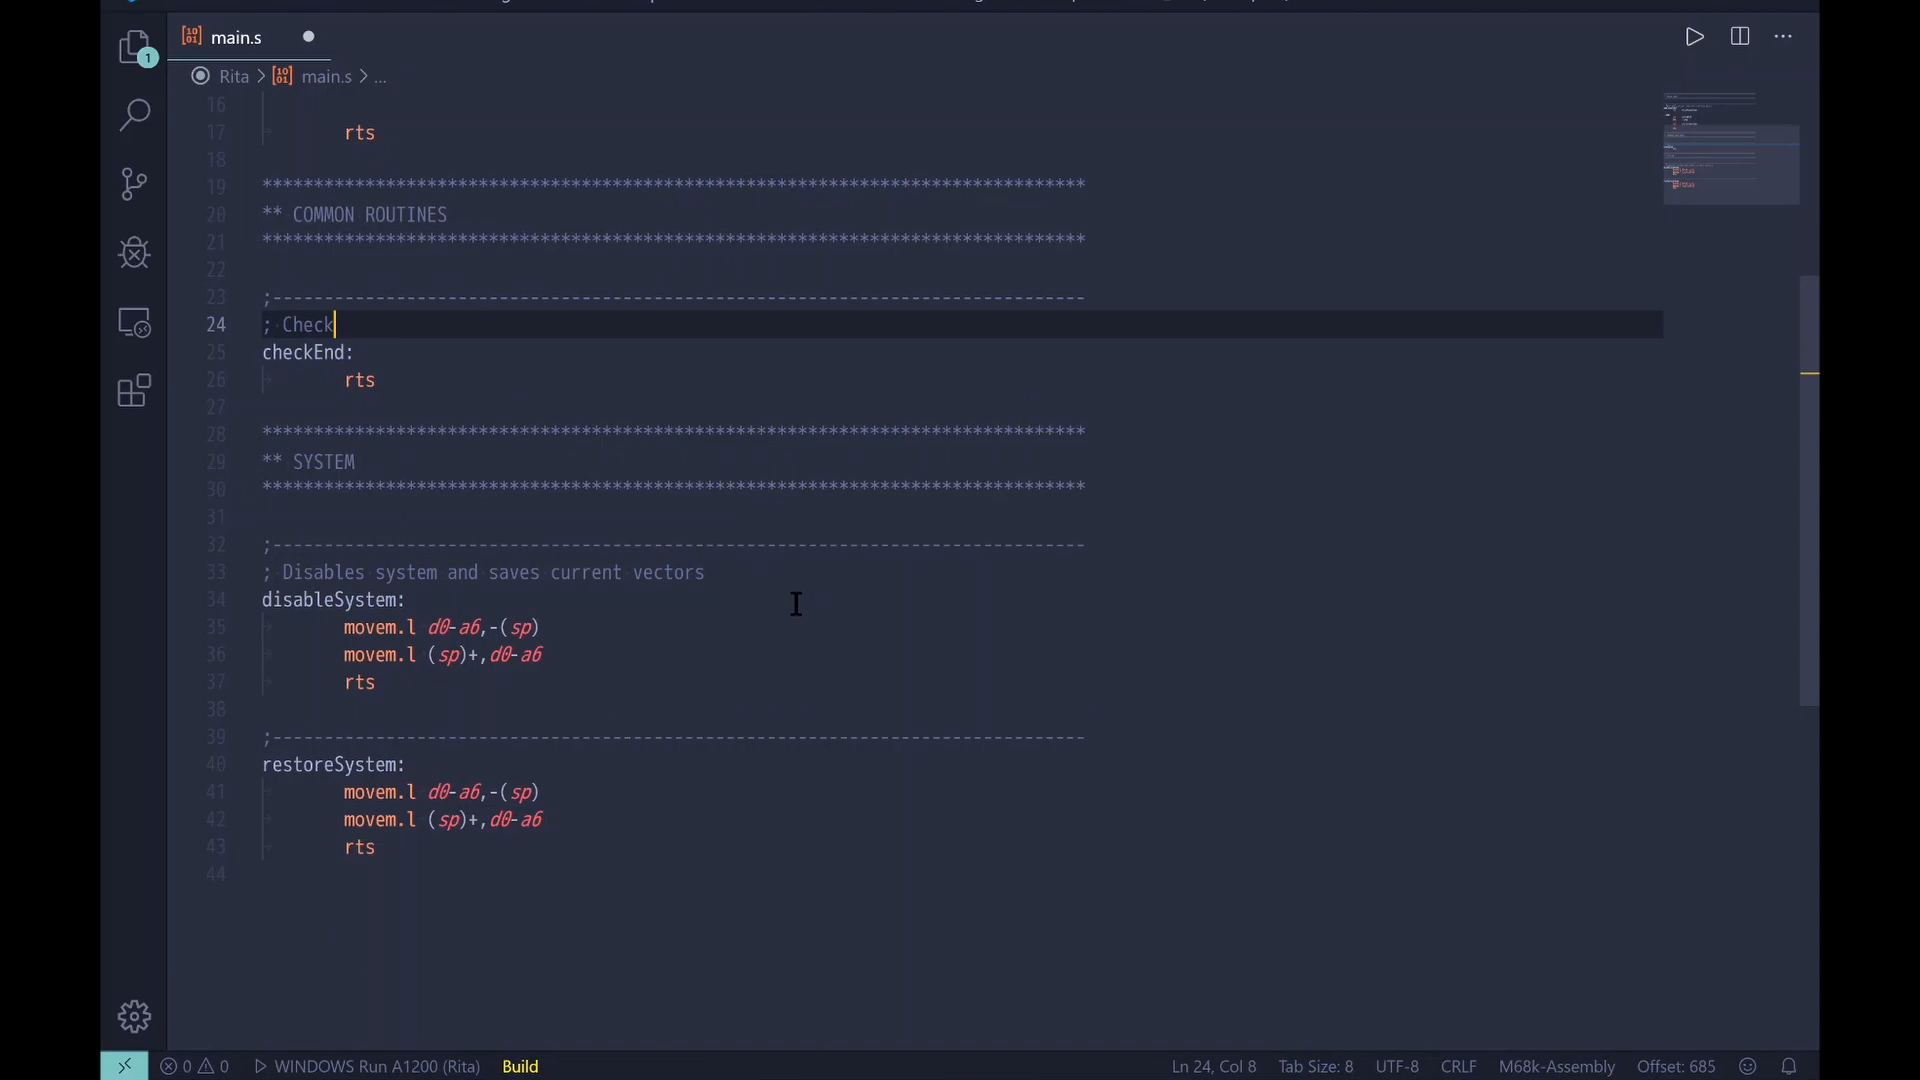 main.s
1
Rita > main.s > ...
16
17 rts
18
19 ********************************************************************************
20 ** COMMON ROUTINES
21 ********************************************************************************
22
23 ;-------------------------------------------------------------------------------
24 ; Check
25 checkEnd:
26 rts
27
28 ********************************************************************************
29 ** SYSTEM
30 ********************************************************************************
31
32 ;-------------------------------------------------------------------------------
33 ; Disables system and saves current vectors
34 disableSystem:
35 movem.l d0-a6,-(sp)
36 movem.l (sp)+,d0-a6
37 rts
38
39 ;-------------------------------------------------------------------------------
40 restoreSystem:
41 movem.l d0-a6,-(sp)
42 movem.l (sp)+,d0-a6
43 rts
44
0 0 WINDOWS Run A1200 (Rita) Build Ln 24, Col 8 Tab Size: 8 UTF-8 CRLF M68k-Assembly Offset: 685